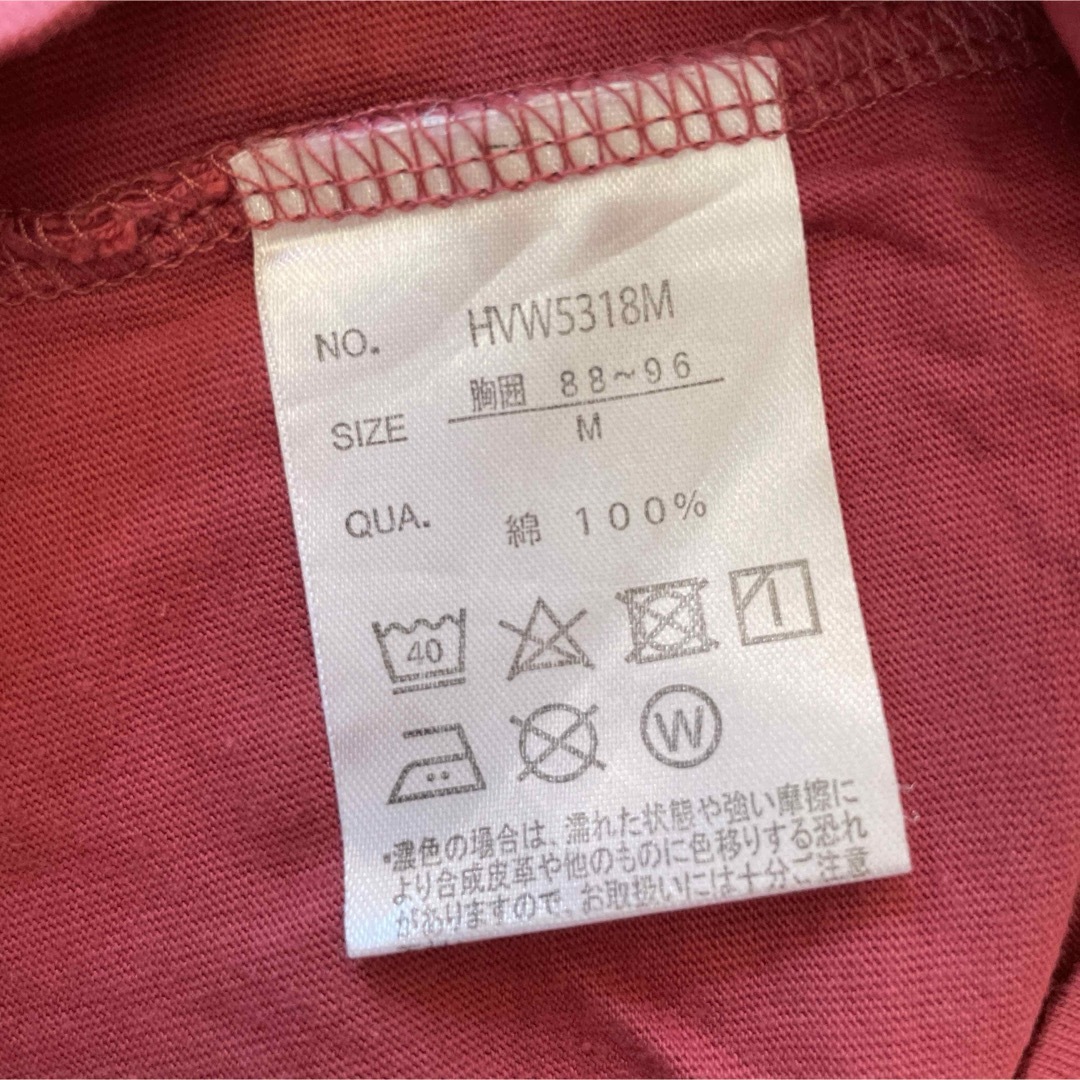 NO. HVW5318M
胸囲 88~96
SIZE M
QUA. 綿 100%
40
W
*濃色の場合は、濡れた状態や強い摩擦に
より合成皮革や他のものに色移りする恐れ
がありますので、お取扱いには十分ご注意